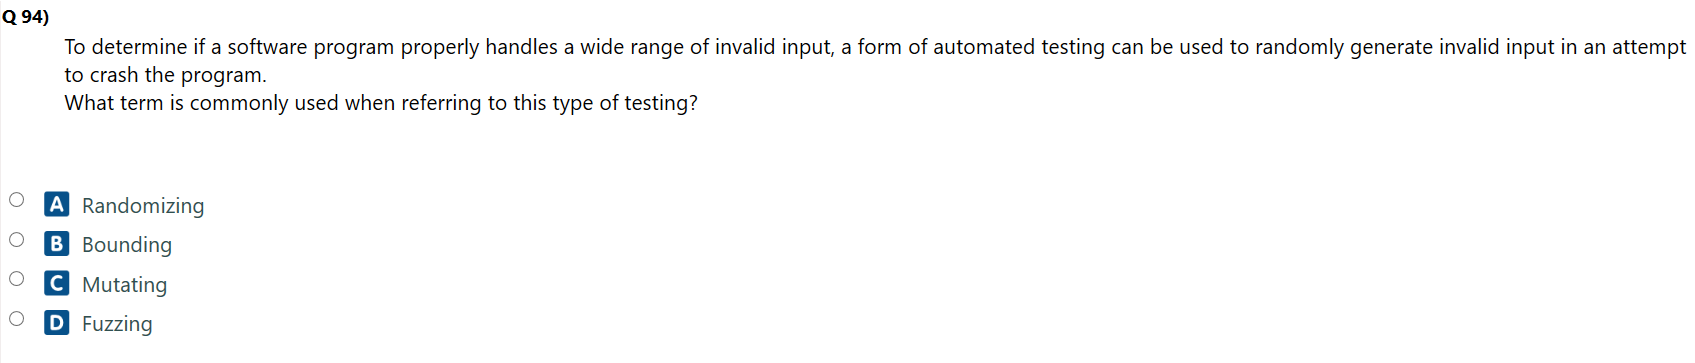 Q 94)
To determine if a software program properly handles a wide range of invalid input, a form of automated testing can be used to randomly generate invalid input in an attempt
to crash the program.
What term is commonly used when referring to this type of testing?
A Randomizing
B Bounding
C Mutating
D Fuzzing